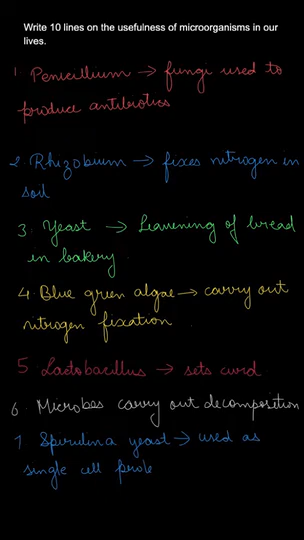 Write 10 lines on the usefulness of microorganisms in our
lives.
1. Penicillium → fungi used to
produce antibiotics
2. Rhizobium → fixes nitrogen in
soil
3. Yeast → Leavening of bread
in bakery
4. Blue green algae → carry out
nitrogen fixation.
5. Lactobacillus → sets curd
6. Microbes carry out decomposition
7 Spirulina yeast → used as
single cell prote